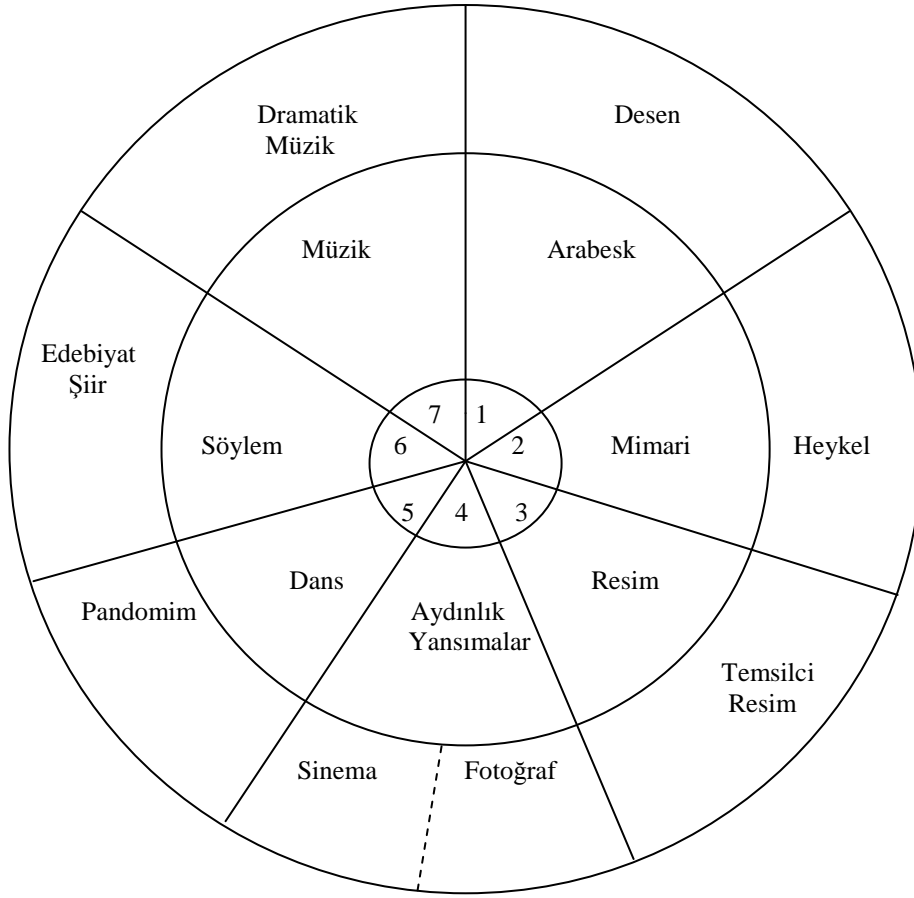 Dramatik
Müzik
Desen
Müzik
Arabesk
Edebiyat
Şiir
7
1
Söylem
6
2
Mimari
Heykel
5
4
3
Dans
Resim
Pandomim
Aydınlık
Yansımalar
Temsilci
Resim
Sinema
Fotoğraf